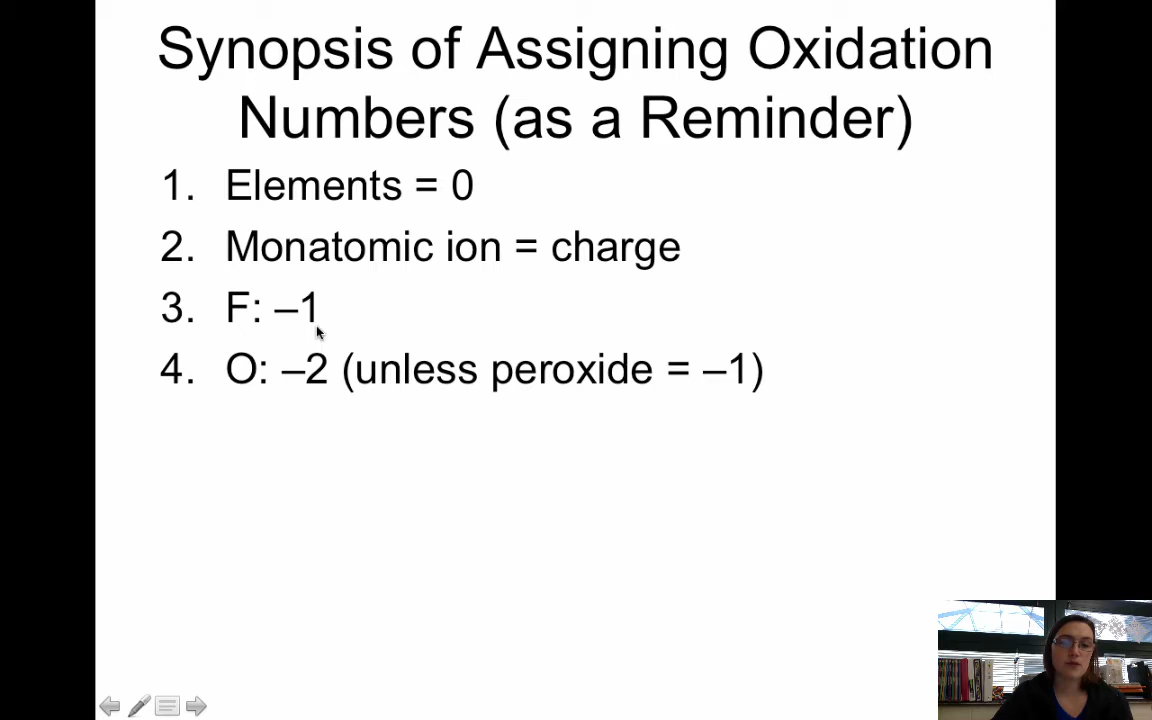 Synopsis of Assigning Oxidation
Numbers (as a Reminder)
1. Elements = 0
2. Monatomic ion = charge
3. F: –1
4. O: –2 (unless peroxide = –1)